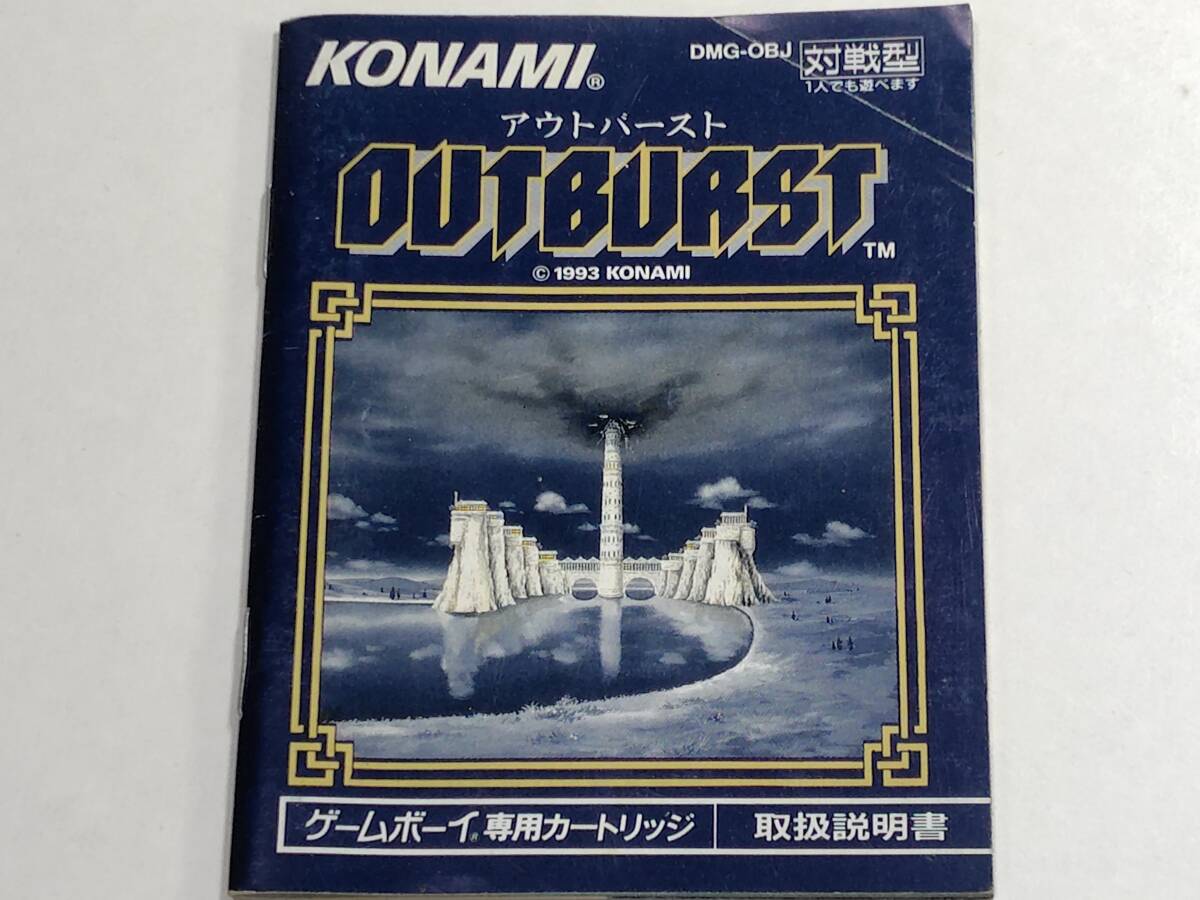 KONAMI®
DMG-OBJ 対戦型
1人でも遊べます
アウトバースト
OUTBURST™
© 1993 KONAMI
ゲームボーイ® 専用カートリッジ 取扱説明書